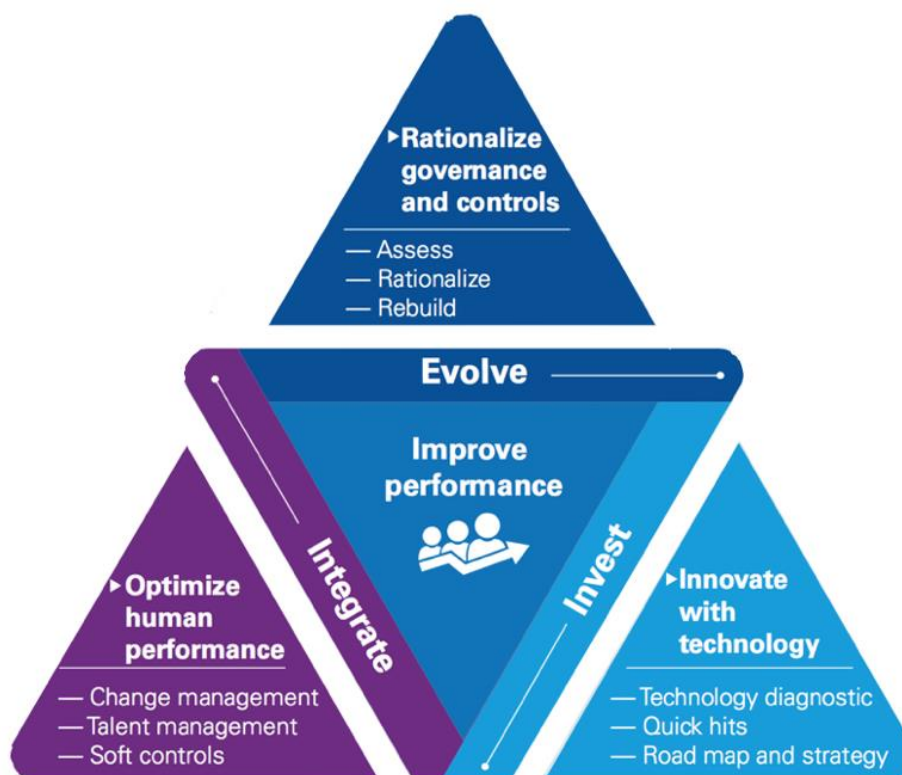 ▸Rationalize
governance
and controls
— Assess
— Rationalize
— Rebuild
Evolve
Improve
performance
Integrate
Invest
▸Optimize
human
performance
— Change management
— Talent management
— Soft controls
▸Innovate
with
technology
— Technology diagnostic
— Quick hits
— Road map and strategy